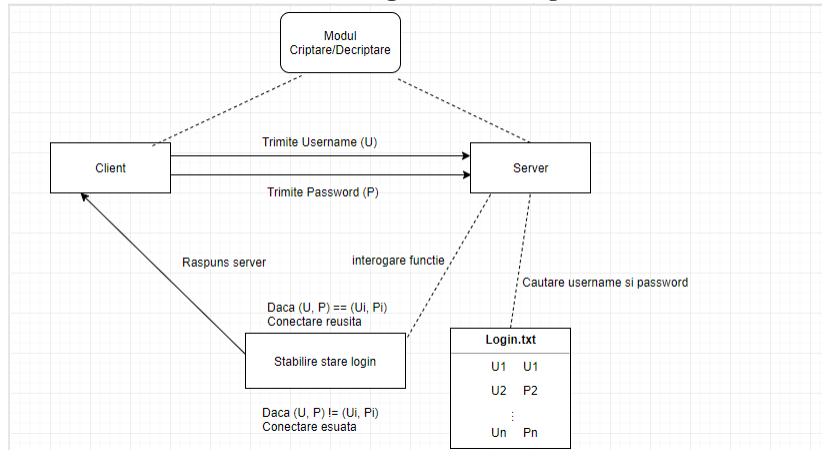 Modul
Criptare/Decriptare
Trimite Username (U)
Client
Server
Trimite Password (P)
Raspuns server
interogare functie
Cautare username si password
Daca (U, P) == (Ui, Pi)
Conectare reusita
Stabilire stare login
Login.txt
U1 U1
U2 P2
⋮
Un Pn
Daca (U, P) != (Ui, Pi)
Conectare esuata